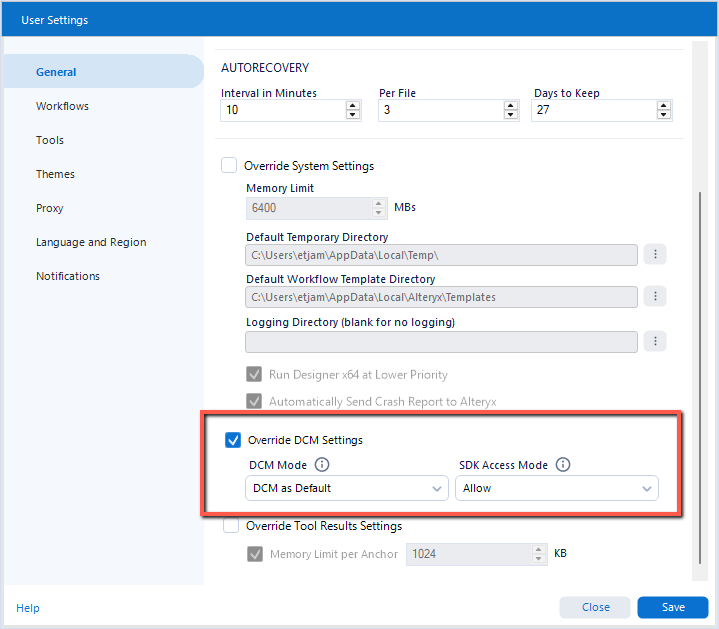 User Settings
General
Workflows
Tools
Themes
Proxy
Language and Region
Notifications
AUTORECOVERY
Interval in Minutes Per File Days to Keep
10 3 27
Override System Settings
Memory Limit
6400 MBs
Default Temporary Directory
C:\Users\etjam\AppData\Local\Temp\
Default Workflow Template Directory
C:\Users\etjam\AppData\Local\Alteryx\Templates
Logging Directory (blank for no logging)
Run Designer x64 at Lower Priority
Automatically Send Crash Report to Alteryx
Override DCM Settings
DCM Mode SDK Access Mode
DCM as Default Allow
Override Tool Results Settings
Memory Limit per Anchor 1024 KB
Help Close Save